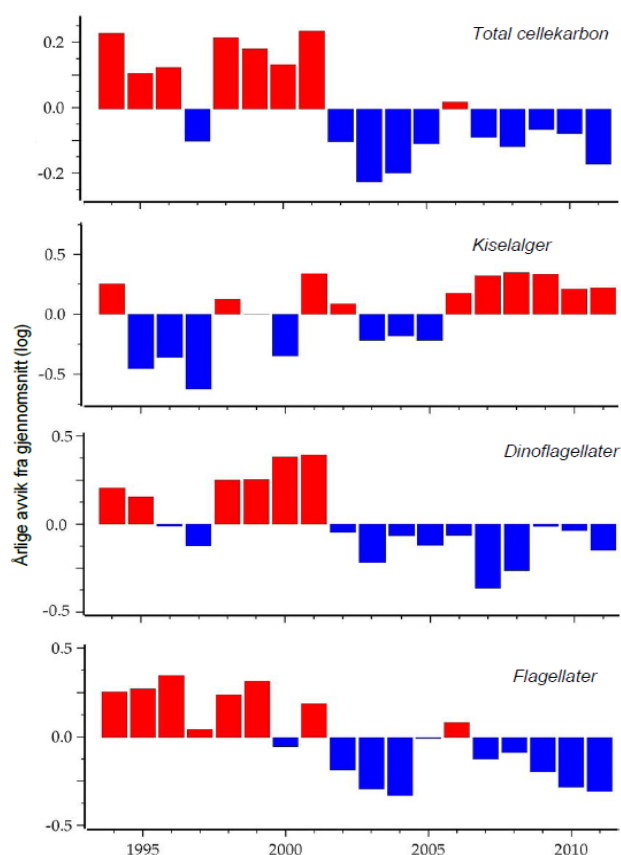 Total cellekarbon
0.2
0.0
-0.2
Kiselalger
0.5
0.0
-0.5
Årlige avvik fra gjennomsnitt (log)
Dinoflagellater
0.5
0.0
-0.5
Flagellater
0.5
0.0
-0.5
1995 2000 2005 2010